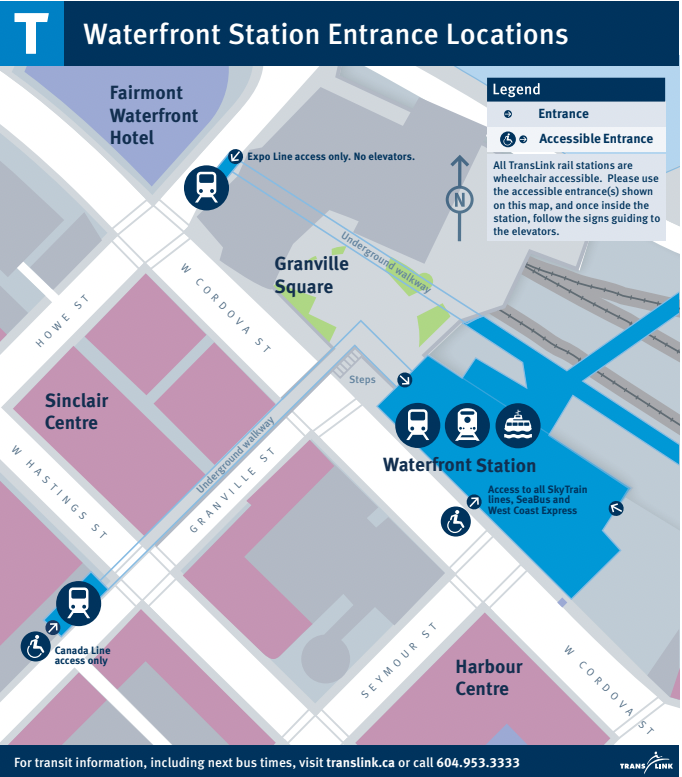 T Waterfront Station Entrance Locations
Legend
Entrance
Accessible Entrance
All TransLink rail stations are
wheelchair accessible. Please use
the accessible entrance(s) shown
on this map, and once inside the
station, follow the signs guiding to
the elevators.
Fairmont
Waterfront
Hotel
Expo Line access only. No elevators.
N
Underground walkway
Granville
Square
W CORDOVA ST
HOWE ST
Steps
Sinclair
Centre
Underground walkway
GRANVILLE ST
W HASTINGS ST
Waterfront Station
Access to all SkyTrain
lines, SeaBus and
West Coast Express
Canada Line
access only
SEYMOUR ST
Harbour
Centre
W CORDOVA ST
For transit information, including next bus times, visit translink.ca or call 604.953.3333
TRANSLINK